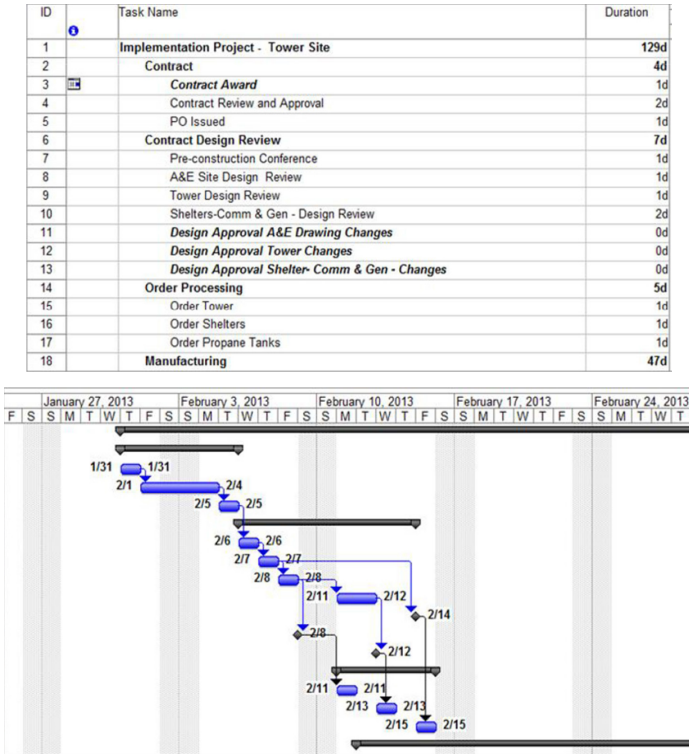 ID Task Name Duration
1 Implementation Project - Tower Site 129d
2 Contract 4d
3 Contract Award 1d
4 Contract Review and Approval 2d
5 PO Issued 1d
6 Contract Design Review 7d
7 Pre-construction Conference 1d
8 A&E Site Design Review 1d
9 Tower Design Review 1d
10 Shelters-Comm & Gen - Design Review 2d
11 Design Approval A&E Drawing Changes 0d
12 Design Approval Tower Changes 0d
13 Design Approval Shelter- Comm & Gen - Changes 0d
14 Order Processing 5d
15 Order Tower 1d
16 Order Shelters 1d
17 Order Propane Tanks 1d
18 Manufacturing 47d
January 27, 2013 February 3, 2013 February 10, 2013 February 17, 2013 February 24, 2013
F S S M T W T F S S M T W T F S S M T W T F S S M T W T F S S M T W T
1/31 1/31
2/1 2/4
2/5 2/5
2/6 2/6
2/7 2/7
2/8 2/8
2/11 2/12
2/14
2/8
2/12
2/11 2/11
2/13 2/13
2/15 2/15